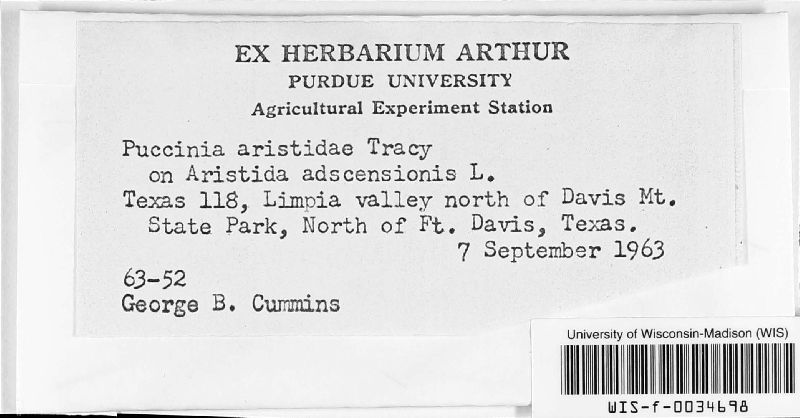 EX HERBARIUM ARTHUR
PURDUE UNIVERSITY
Agricultural Experiment Station
Puccinia aristidae Tracy
on Aristida adscensionis L.
Texas 118, Limpia valley north of Davis Mt.
State Park, North of Ft. Davis, Texas.
7 September 1963
63-52
George B. Cummins
University of Wisconsin-Madison (WIS)
WIS-f-0034698